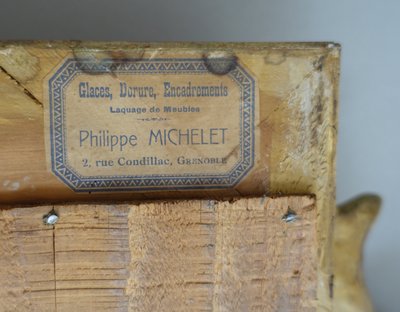 Glaces, Dorure, Encadrements
Laquage de Meubles
Philippe MICHELET
2, rue Condillac, GRENOBLE